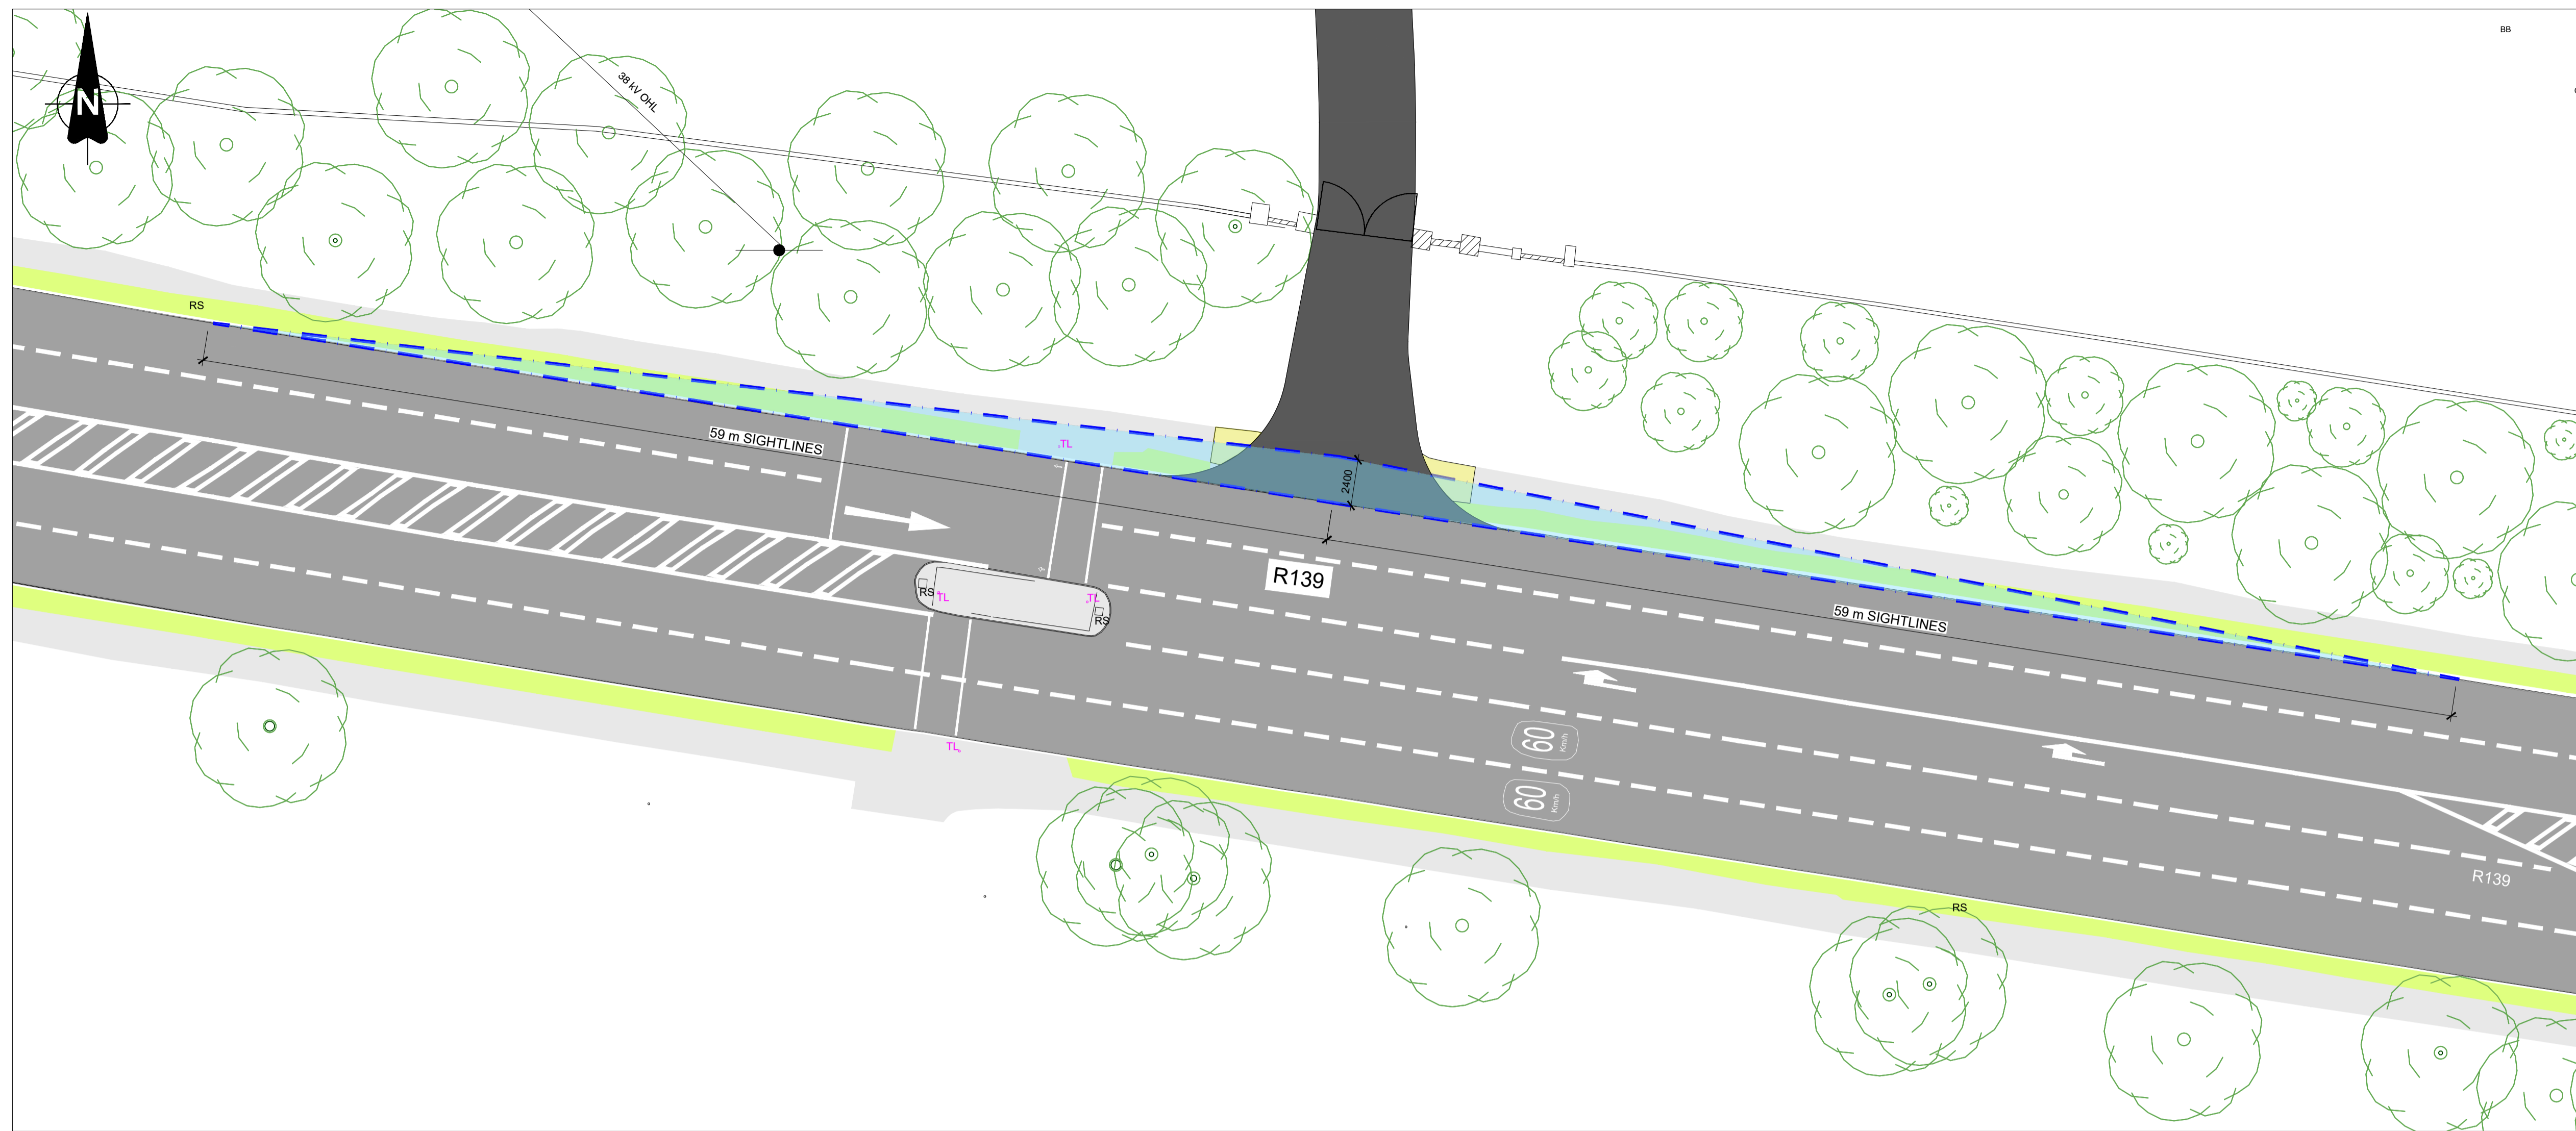 BB
N
38 kV OHL
RS
59 m SIGHTLINES
TL
2400
R139
RS
TL
TL
RS
59 m SIGHTLINES
TL
60
Km/h
60
Km/h
R139
RS